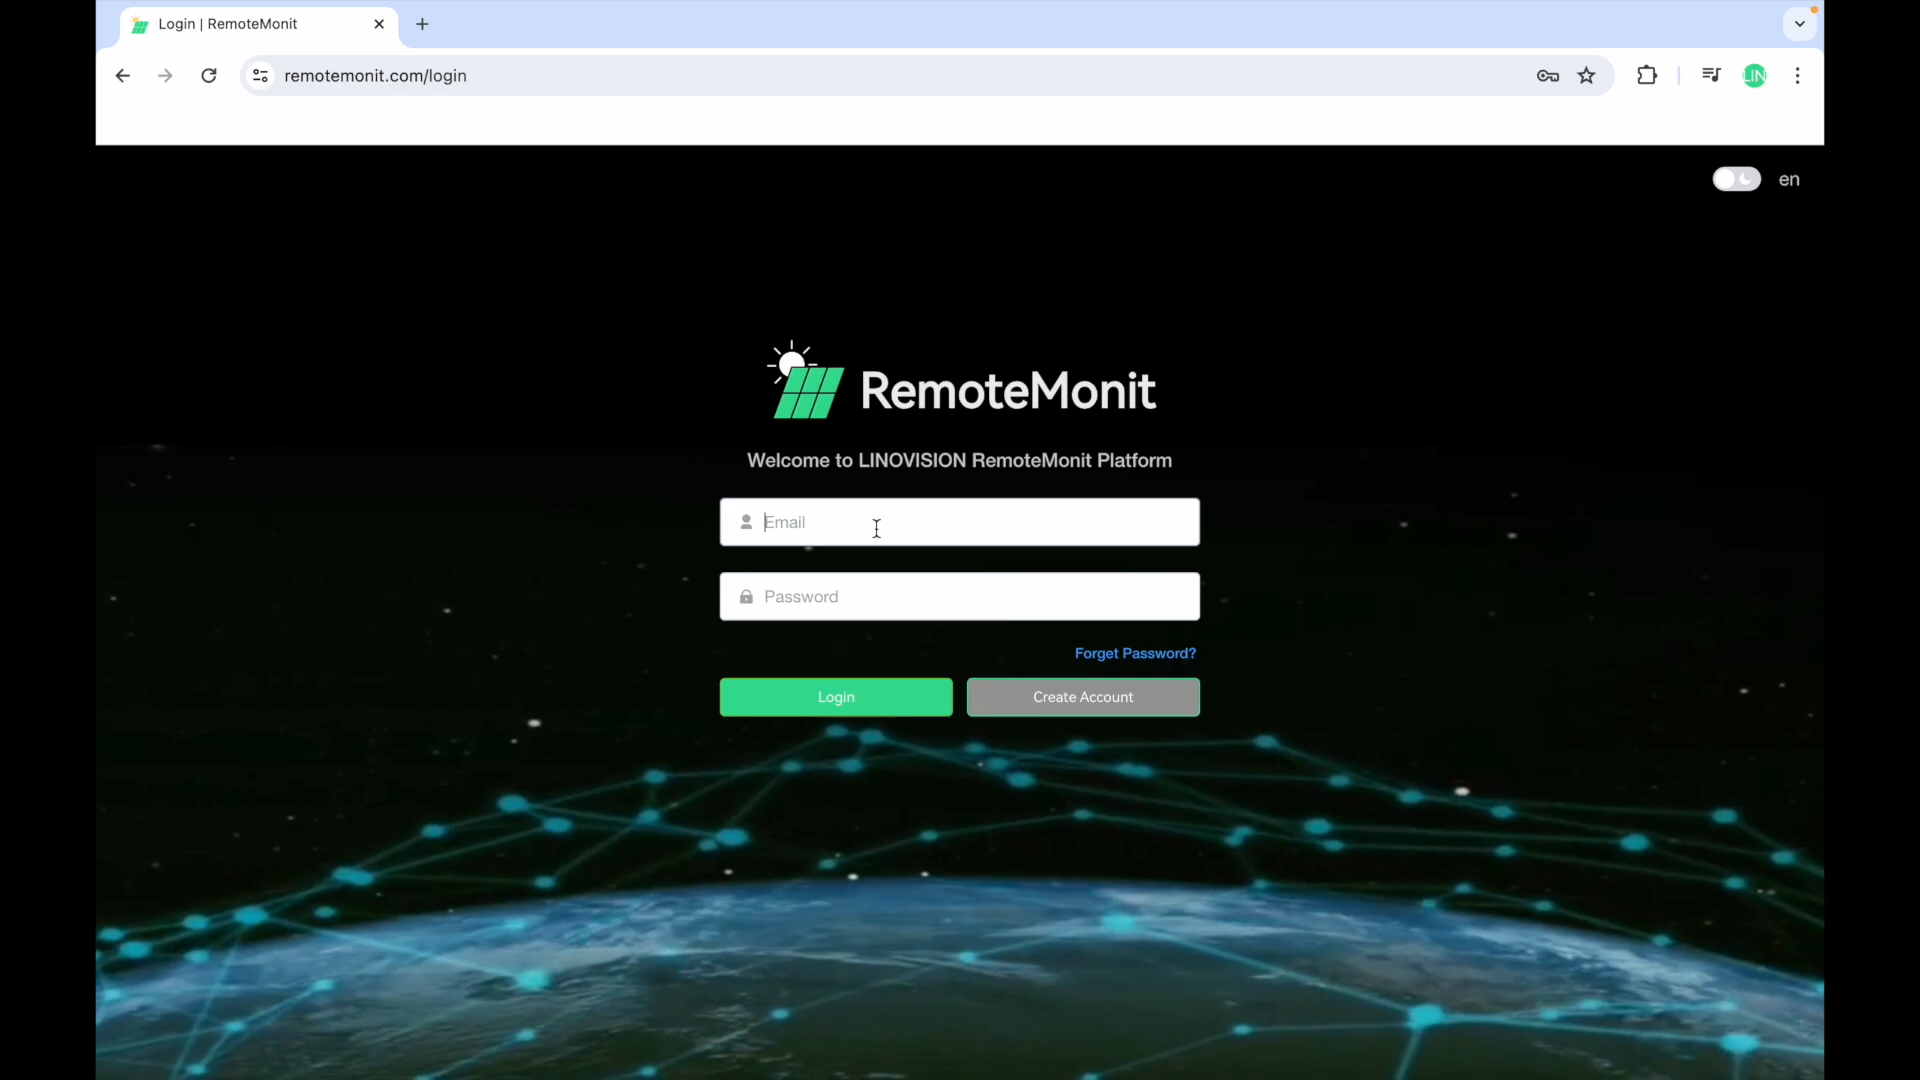 Login | RemoteMonit
remotemonit.com/login
LIN
en
RemoteMonit
Welcome to LINOVISION RemoteMonit Platform
Email
Password
Forget Password?
Login
Create Account